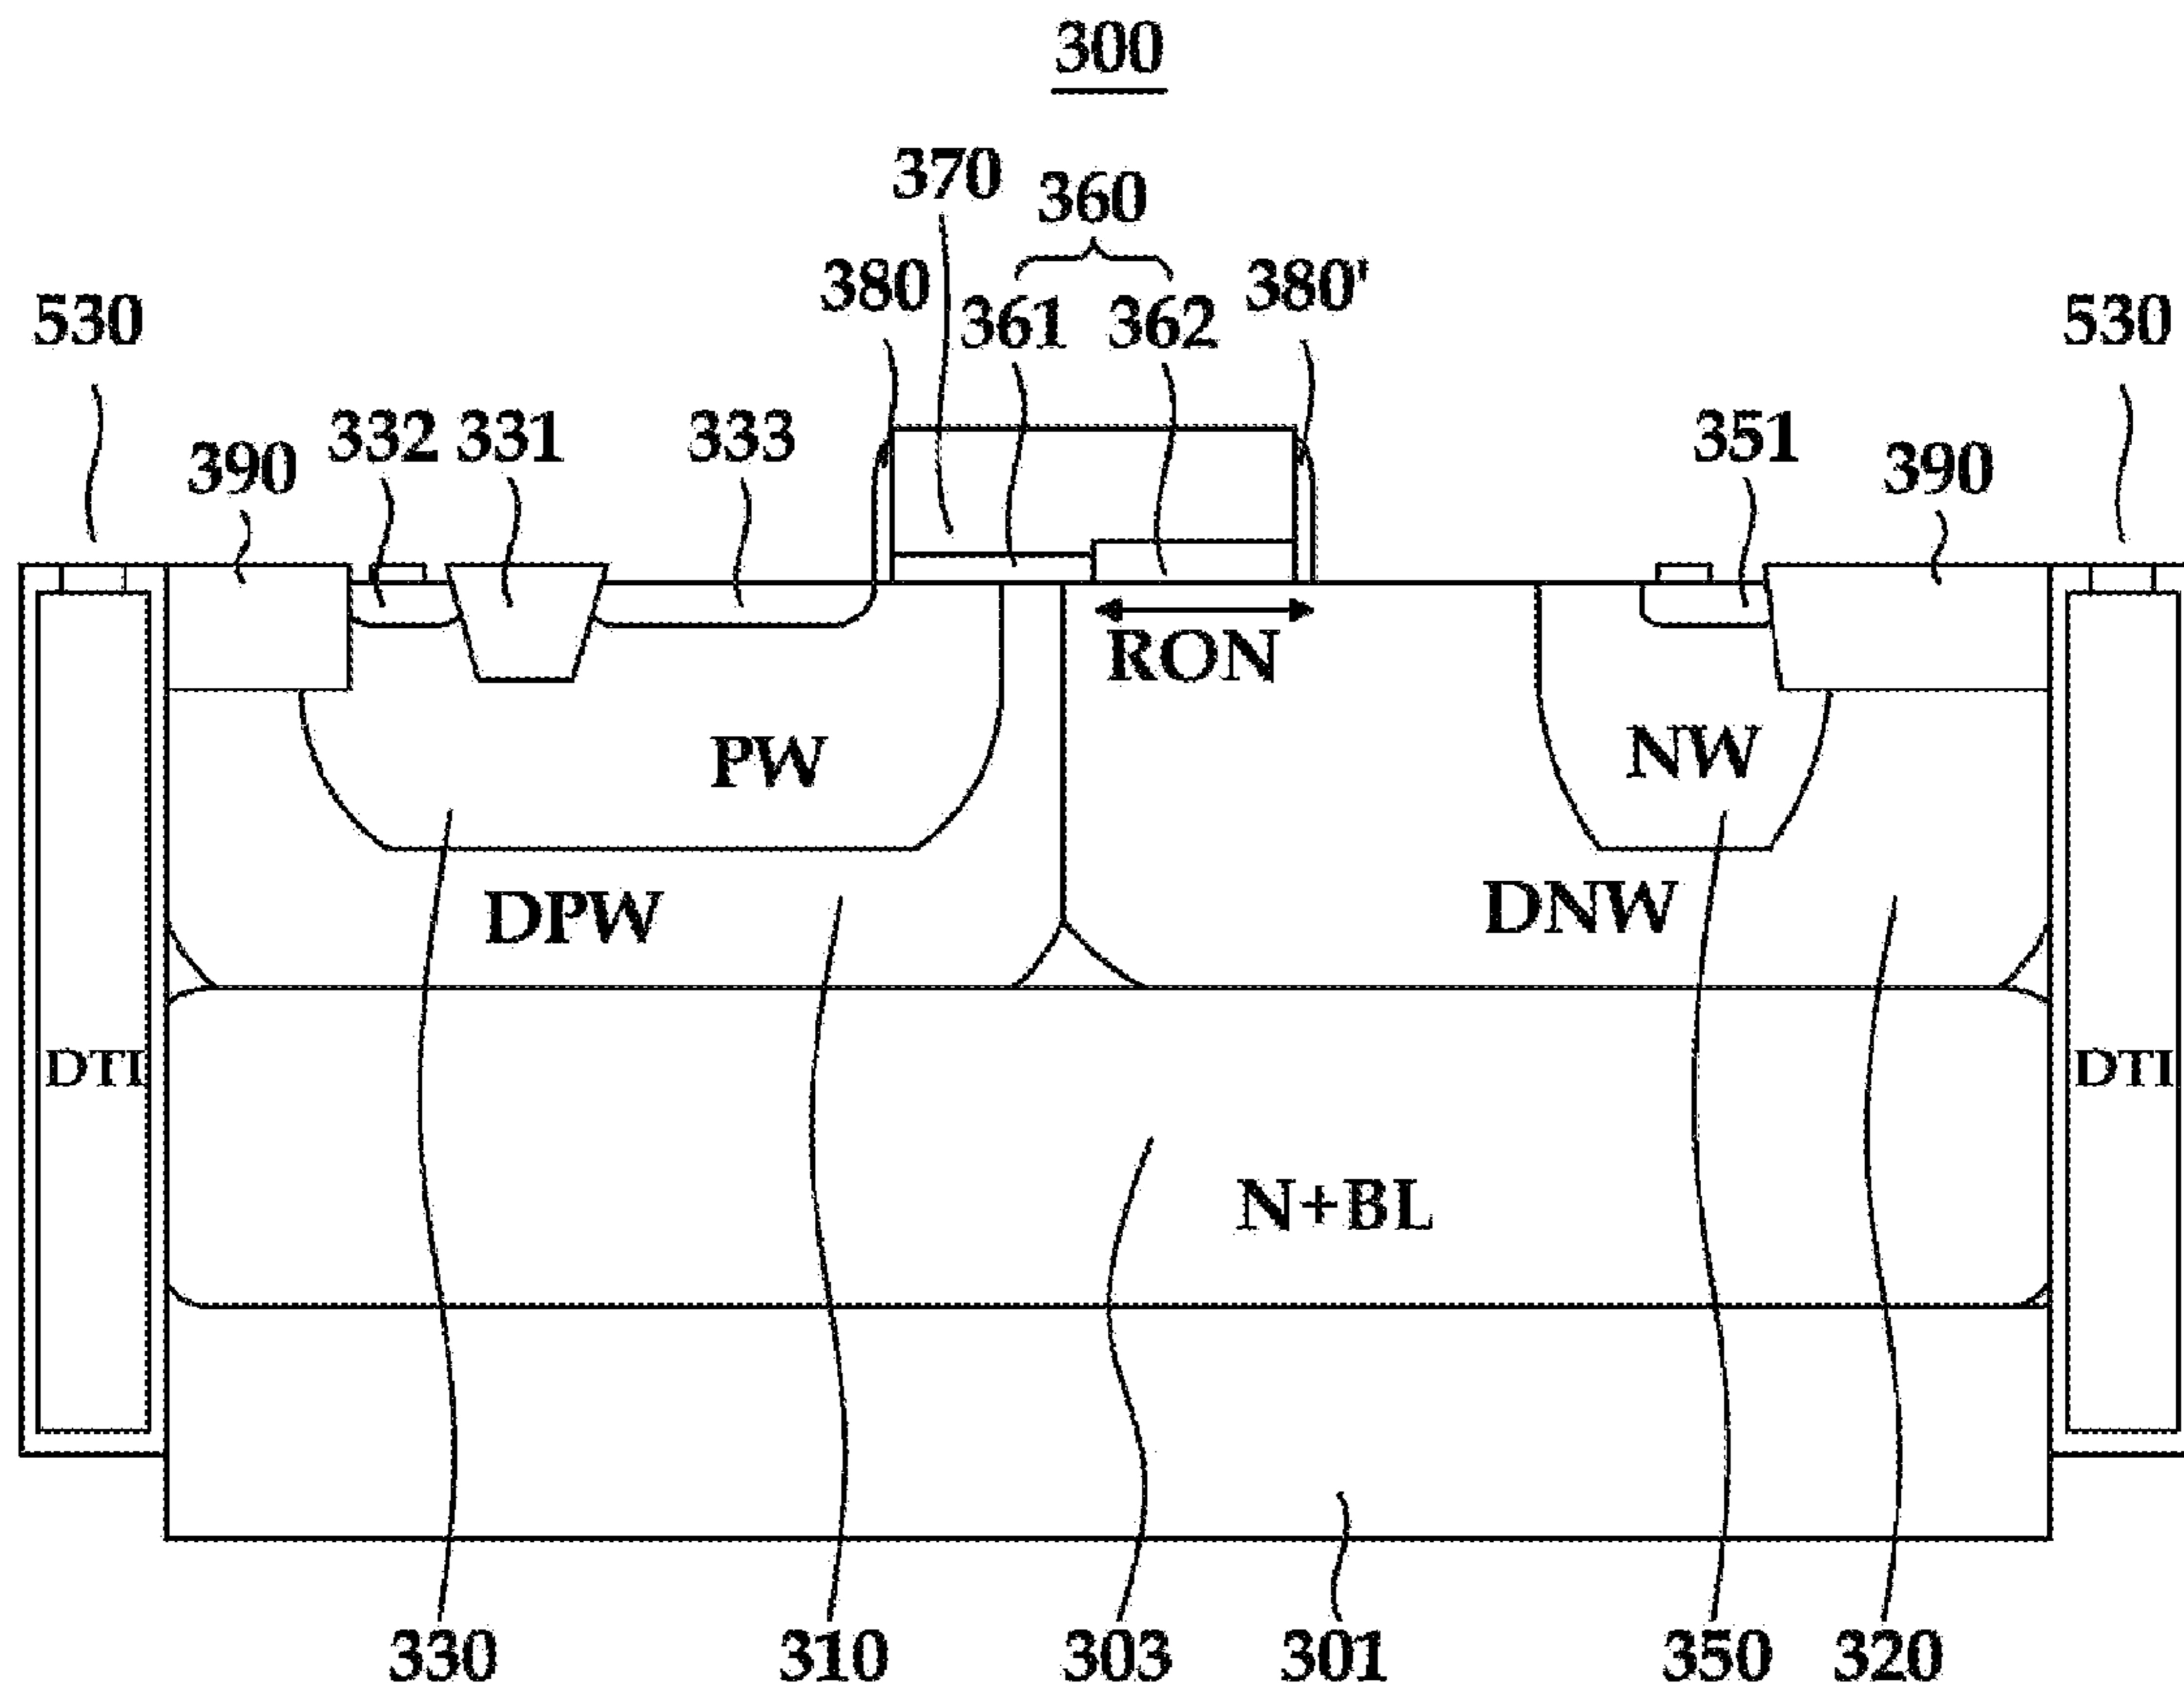 300
370 360
380 361 362 380'
530 530
390 332 331 333 351 390
RON
PW NW
DPW DNW
DTI DTI
N+BL
330 310 303 301 350 320